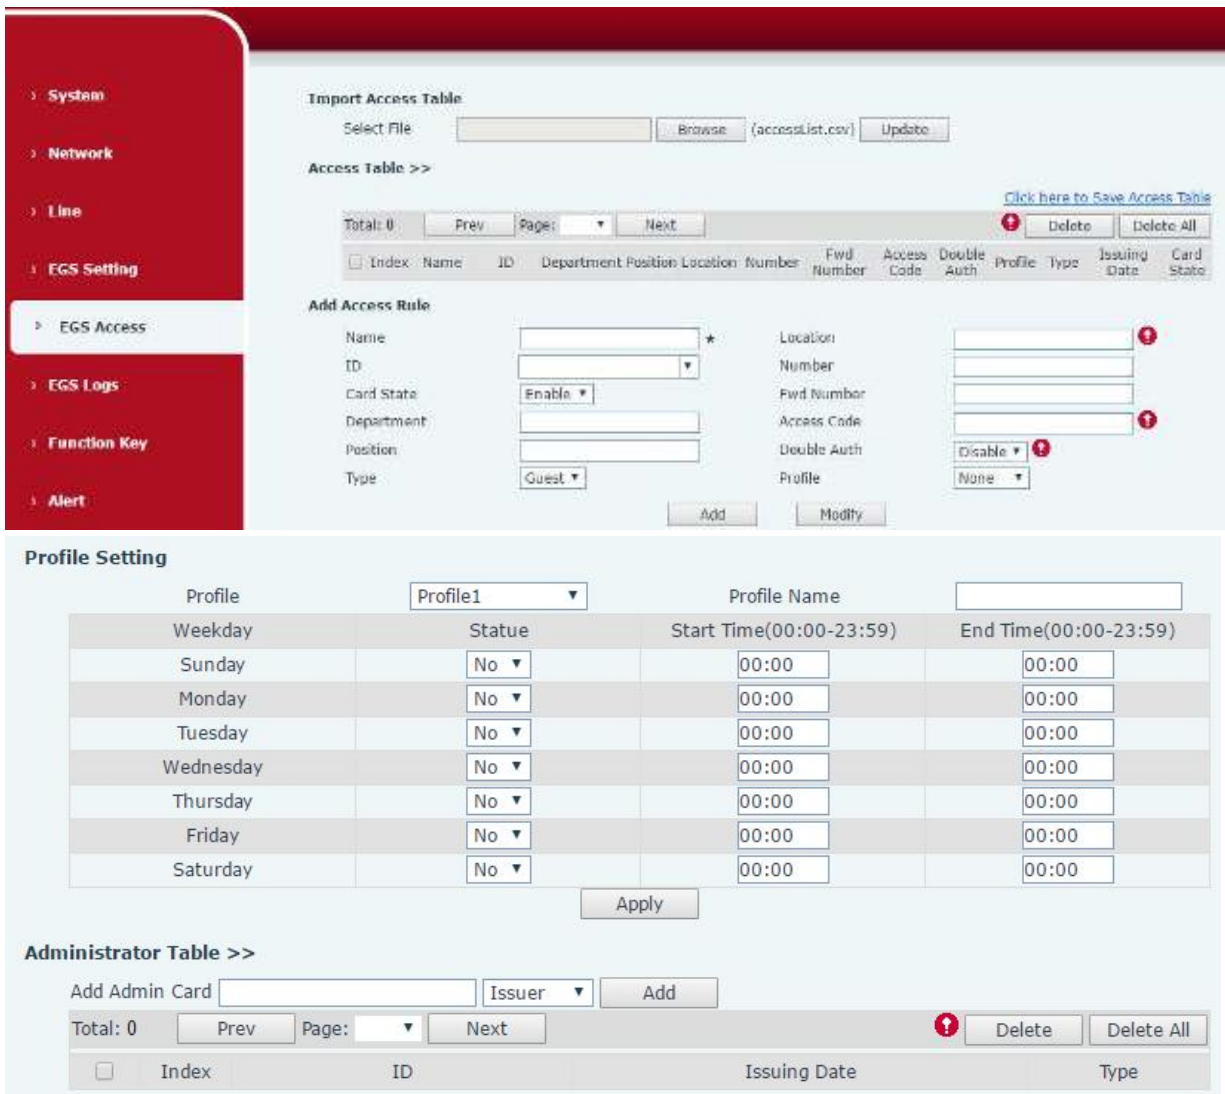 System
Network
Line
EGS Setting
EGS Access
EGS Logs
Function Key
Alert
Import Access Table
Select File Browse (accessList.csv) Update
Access Table >>
Click here to Save Access Table
Total: 0 Prev Page: Next Delete Delete All
Index Name ID Department Position Location Number Fwd Number Access Code Double Auth Profile Type Issuing Date Card State
Add Access Rule
Name * Location
ID Number
Card State Enable Fwd Number
Department Access Code
Position Double Auth Disable
Type Guest Profile None
Add Modify
Profile Setting
Profile Profile1 Profile Name
Weekday Statue Start Time(00:00-23:59) End Time(00:00-23:59)
Sunday No 00:00 00:00
Monday No 00:00 00:00
Tuesday No 00:00 00:00
Wednesday No 00:00 00:00
Thursday No 00:00 00:00
Friday No 00:00 00:00
Saturday No 00:00 00:00
Apply
Administrator Table >>
Add Admin Card Issuer Add
Total: 0 Prev Page: Next Delete Delete All
Index ID Issuing Date Type